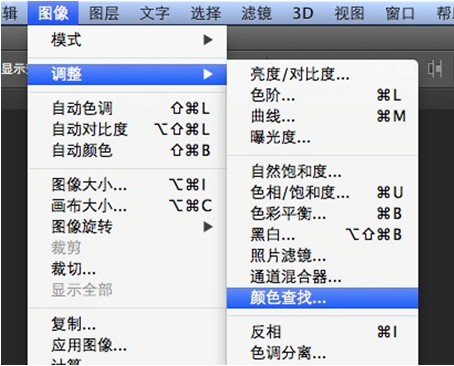 辑 图像 图层 文字 选择 滤镜 3D 视图 窗口 帮
显示
模式
调整
自动色调 ⇧⌘L
自动对比度 ⌥⇧⌘L
自动颜色 ⇧⌘B
图像大小... ⌥⌘I
画布大小... ⌥⌘C
图像旋转
裁剪
裁切...
显示全部
复制...
应用图像...
计算
亮度/对比度...
色阶... ⌘L
曲线... ⌘M
曝光度...
自然饱和度...
色相/饱和度... ⌘U
色彩平衡... ⌘B
黑白... ⌥⇧⌘B
照片滤镜...
通道混合器...
颜色查找...
反相 ⌘I
色调分离...